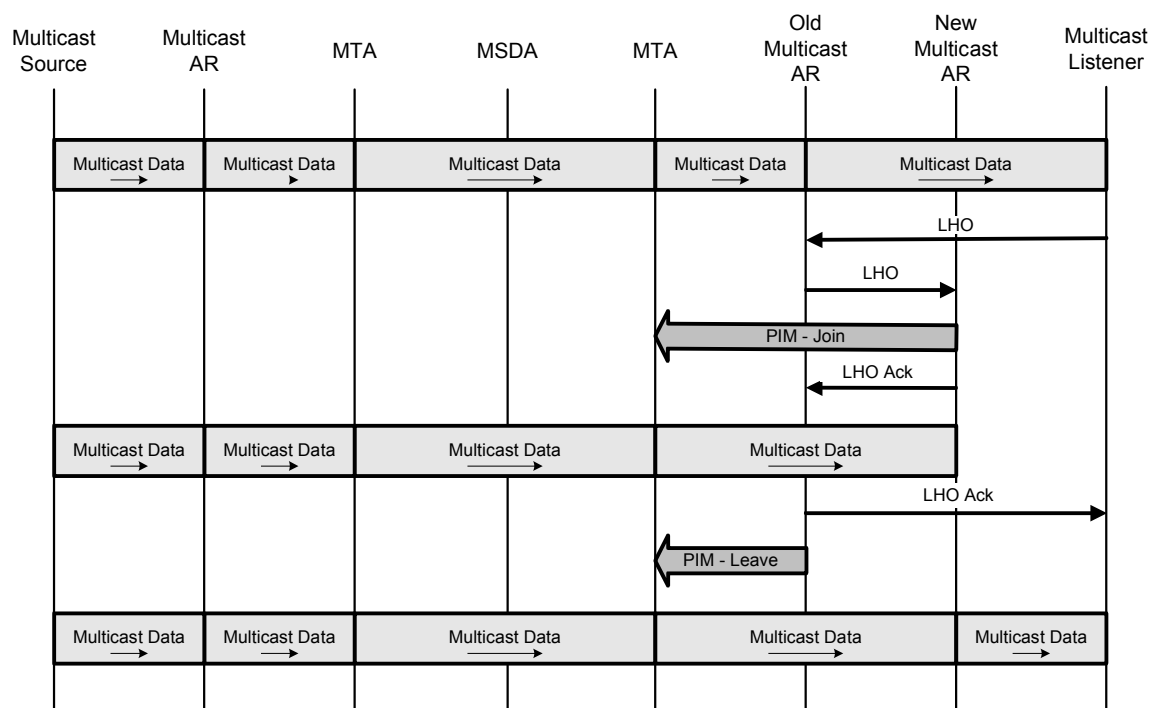 Multicast
Source
Multicast
AR
MTA
MSDA
MTA
Old
Multicast
AR
New
Multicast
AR
Multicast
Listener
Multicast Data
Multicast Data
Multicast Data
Multicast Data
Multicast Data
LHO
LHO
PIM - Join
LHO Ack
Multicast Data
Multicast Data
Multicast Data
Multicast Data
LHO Ack
PIM - Leave
Multicast Data
Multicast Data
Multicast Data
Multicast Data
Multicast Data